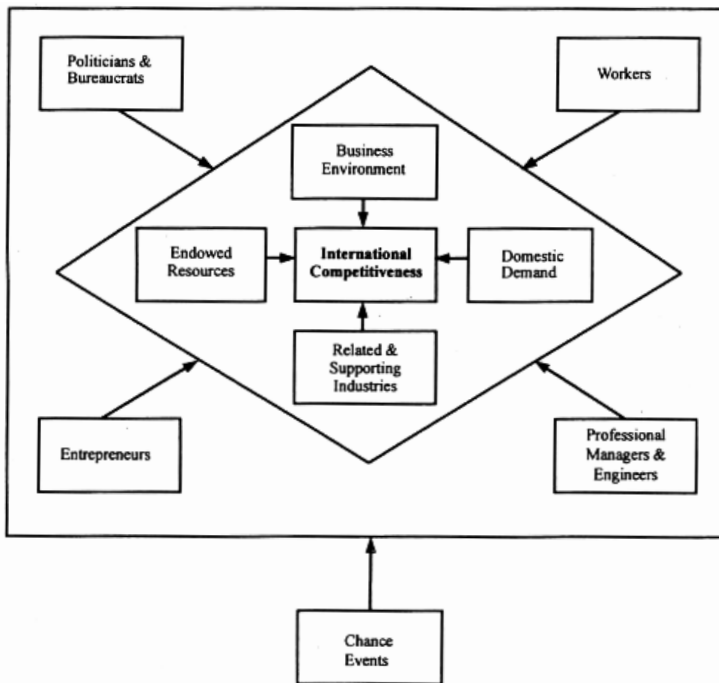 Politicians &
Bureaucrats
Workers
Business
Environment
Endowed
Resources
International
Competitiveness
Domestic
Demand
Related &
Supporting
Industries
Entrepreneurs
Professional
Managers &
Engineers
Chance
Events